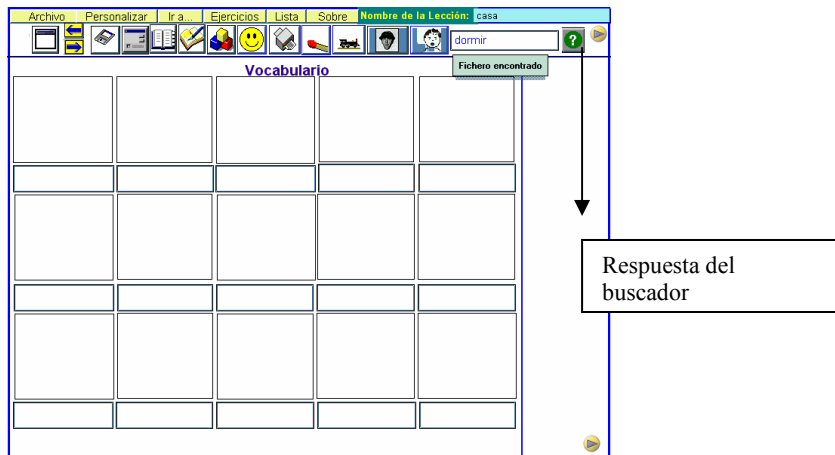 Archivo Personalizar Ir a... Ejercicios Lista Sobre Nombre de la Lección: casa
dormir ?
Fichero encontrado
Vocabulario
Respuesta del
buscador